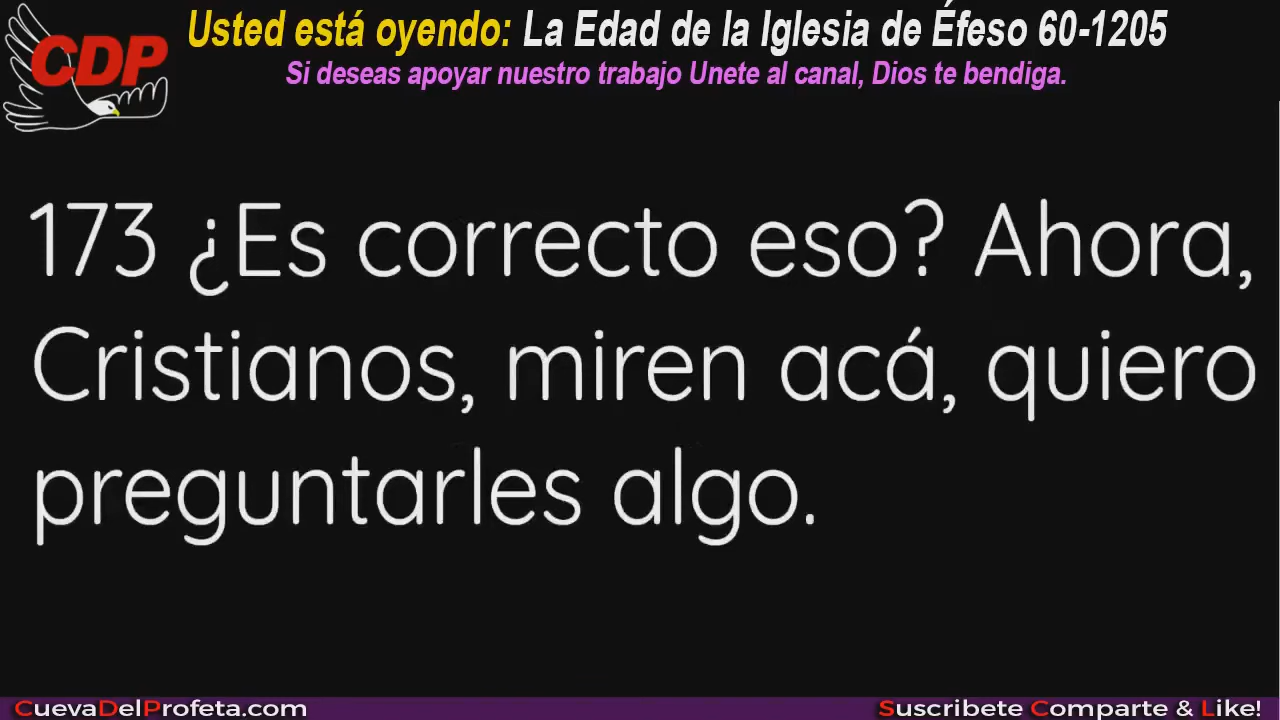 CDP
Usted está oyendo: La Edad de la Iglesia de Éfeso 60-1205
Si deseas apoyar nuestro trabajo Unete al canal, Dios te bendiga.
173 ¿Es correcto eso? Ahora,
Cristianos, miren acá, quiero
preguntarles algo.
CuevaDelProfeta.com
Suscribete Comparte & Like!